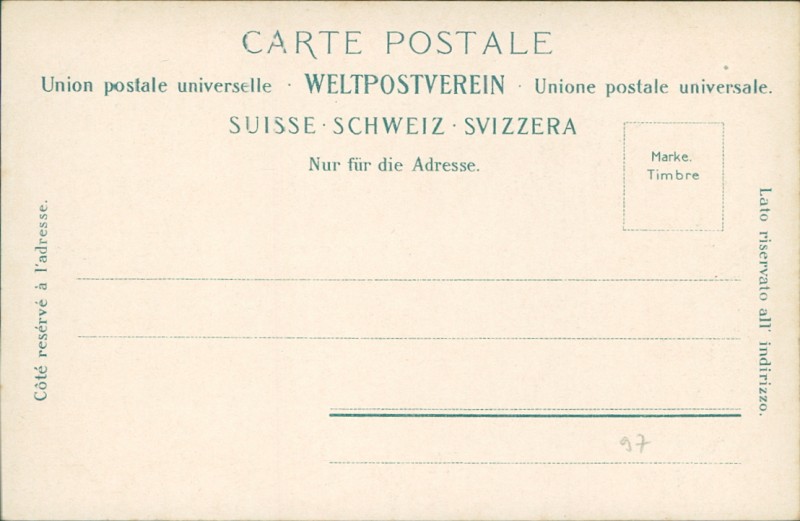 CARTE POSTALE
Union postale universelle · WELTPOSTVEREIN · Unione postale universale.
SUISSE · SCHWEIZ · SVIZZERA
Nur für die Adresse.
Marke.
Timbre
Côté resérvé à l'adresse.
Lato riservato all' indirizzo.
97